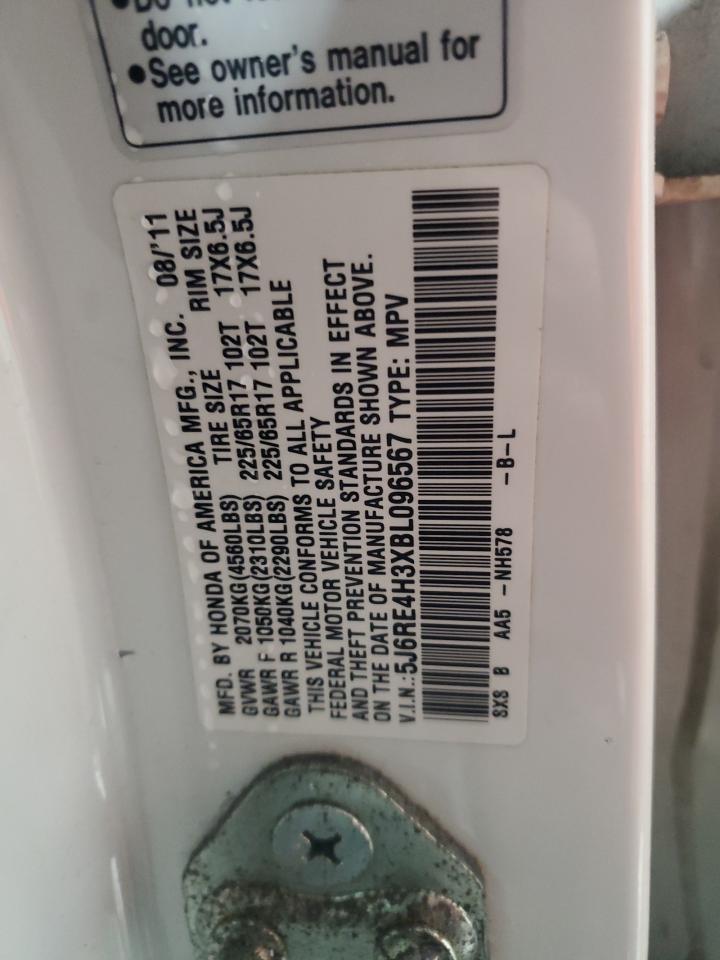 door.
●See owner's manual for
more information.
MFD. BY HONDA OF AMERICA MFG., INC. 08/'11
TIRE SIZE RIM SIZE
GVWR 2070KG(4560LBS)
GAWR F 1050KG(2310LBS) 225/65R17 102T 17X6.5J
GAWR R 1040KG(2290LBS) 225/65R17 102T 17X6.5J
THIS VEHICLE CONFORMS TO ALL APPLICABLE
FEDERAL MOTOR VEHICLE SAFETY
AND THEFT PREVENTION STANDARDS IN EFFECT
ON THE DATE OF MANUFACTURE SHOWN ABOVE.
V.I.N.:5J6RE4H3XBL096567 TYPE: MPV
SXS B AA5 -NH578 -B-L